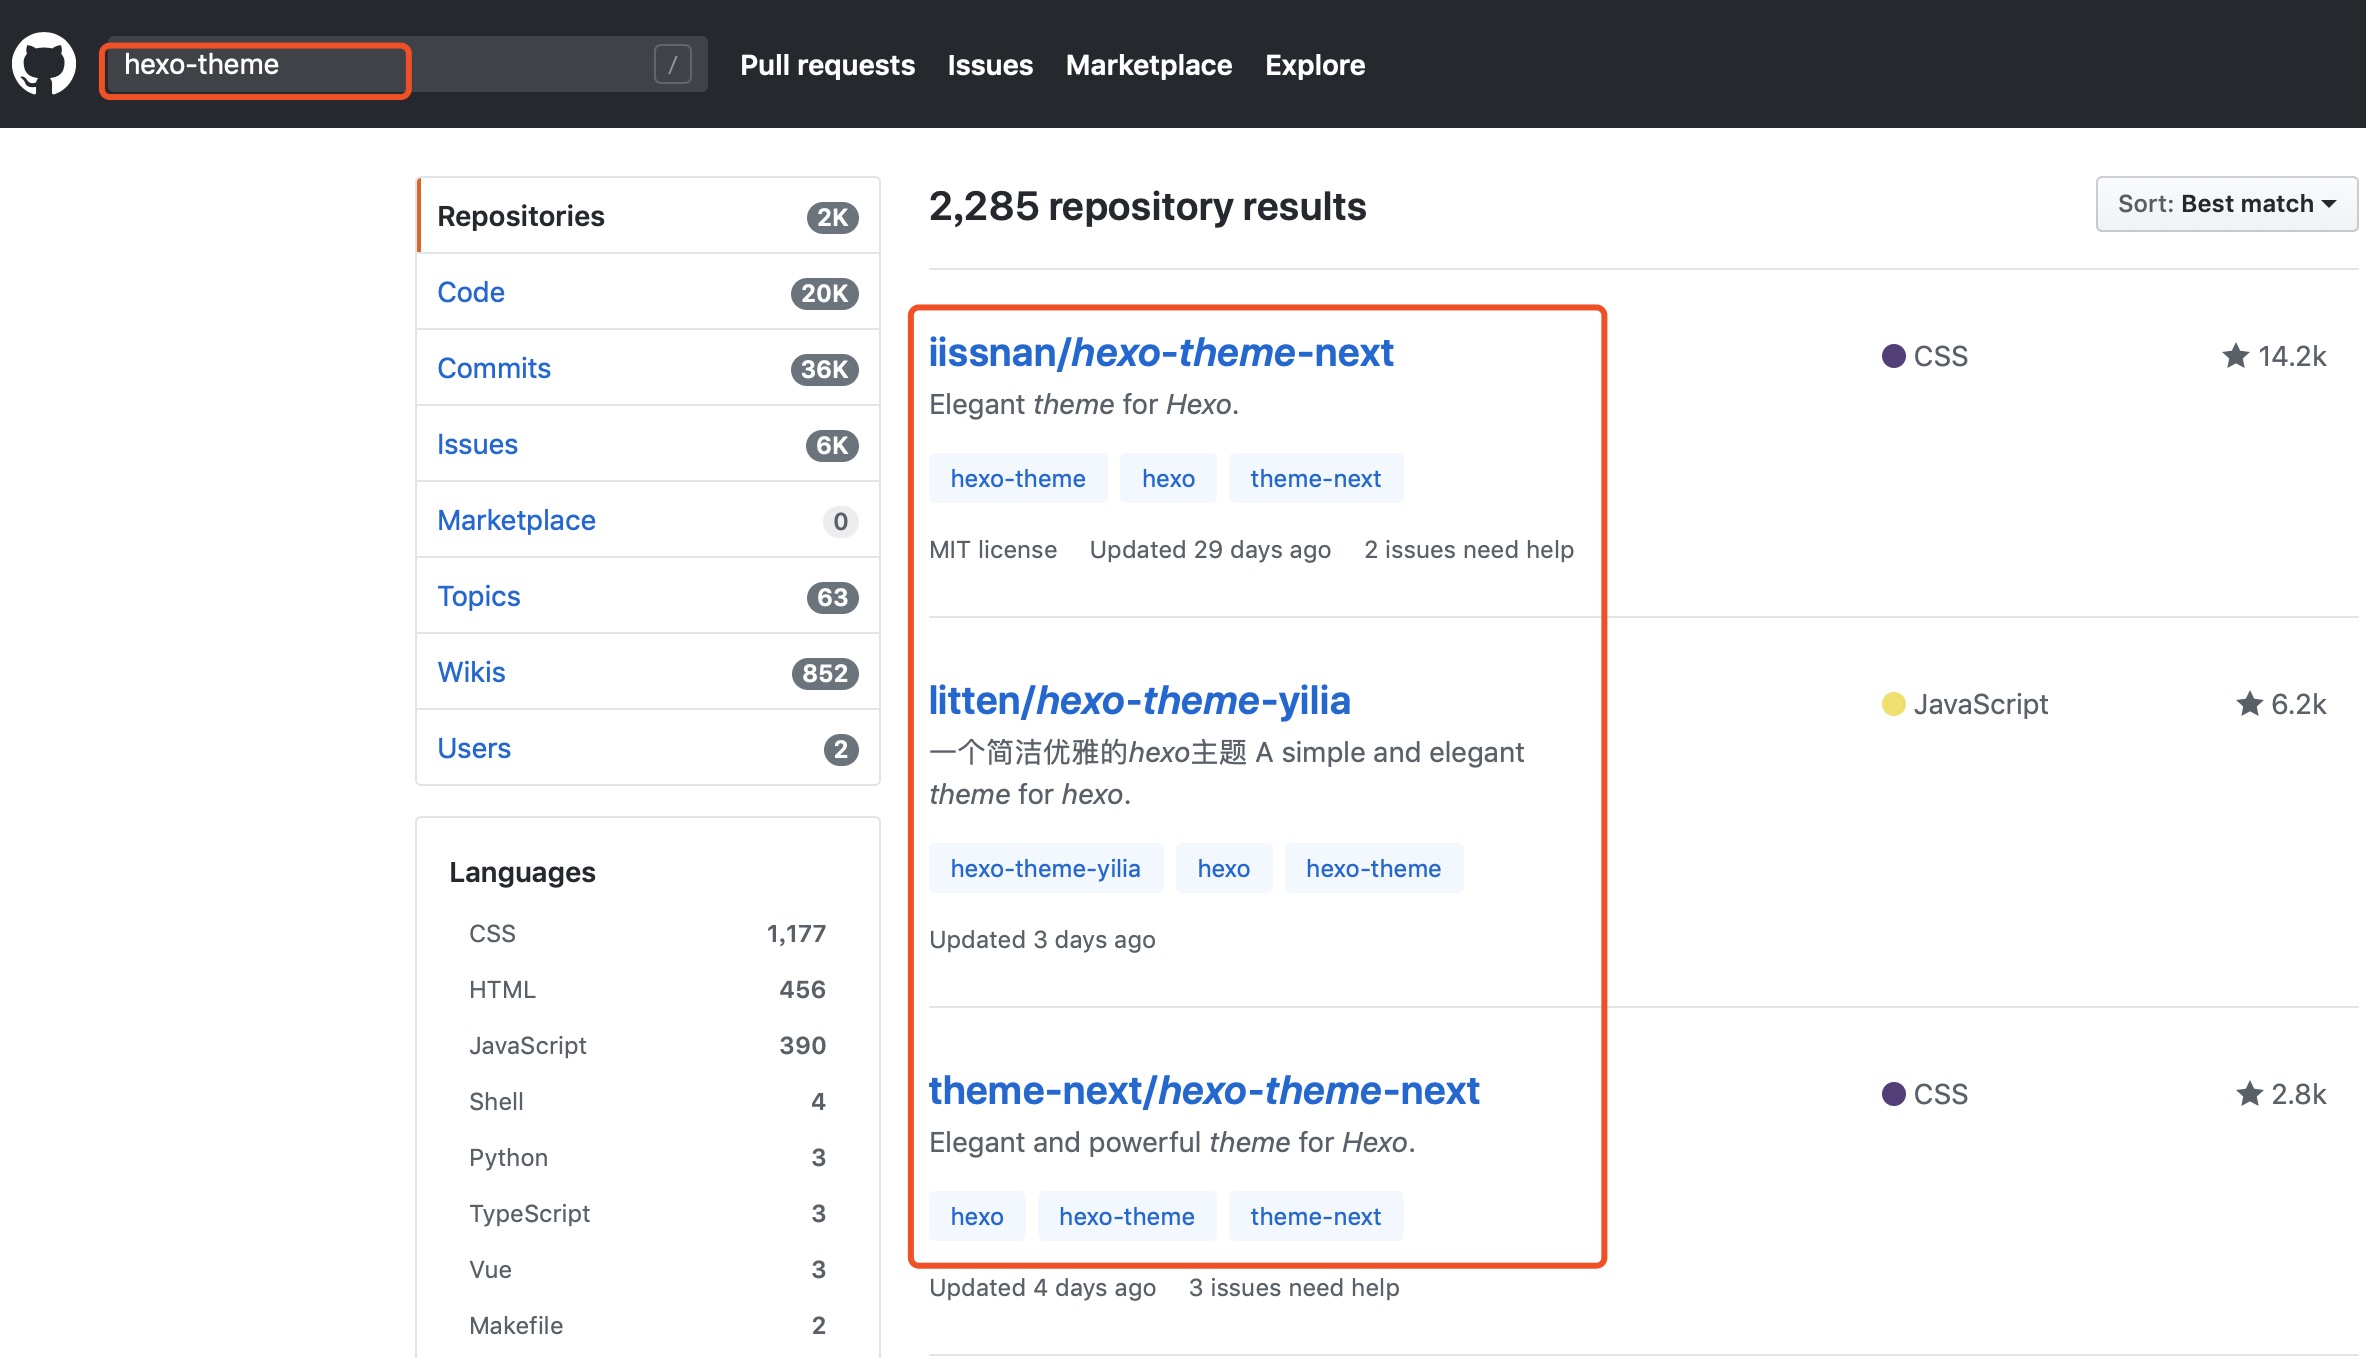 hexo-theme
/
Pull requests Issues Marketplace Explore
Repositories 2K
Code 20K
Commits 36K
Issues 6K
Marketplace 0
Topics 63
Wikis 852
Users 2
Languages
CSS 1,177
HTML 456
JavaScript 390
Shell 4
Python 3
TypeScript 3
Vue 3
Makefile 2
2,285 repository results
Sort: Best match
iissnan/hexo-theme-next
CSS
14.2k
Elegant theme for Hexo.
hexo-theme hexo theme-next
MIT license Updated 29 days ago 2 issues need help
litten/hexo-theme-yilia
JavaScript
6.2k
一个简洁优雅的hexo主题 A simple and elegant
theme for hexo.
hexo-theme-yilia hexo hexo-theme
Updated 3 days ago
theme-next/hexo-theme-next
CSS
2.8k
Elegant and powerful theme for Hexo.
hexo hexo-theme theme-next
Updated 4 days ago 3 issues need help